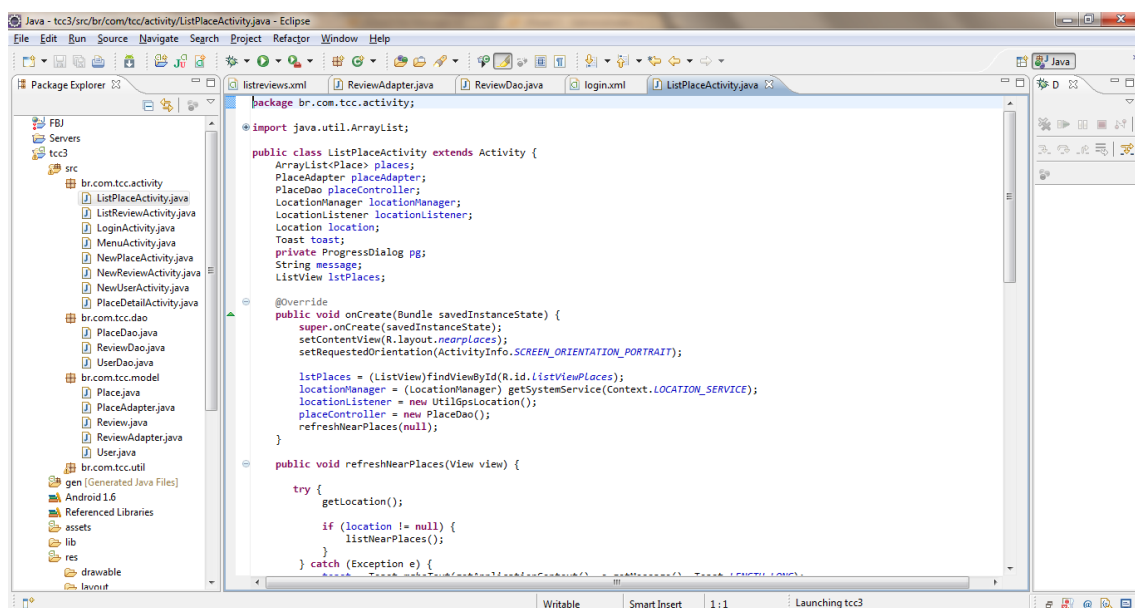 Java - tcc3/src/br/com/tcc/activity/ListPlaceActivity.java - Eclipse
File Edit Run Source Navigate Search Project Refactor Window Help
Java
Package Explorer
FBJ
Servers
tcc3
src
br.com.tcc.activity
ListPlaceActivity.java
ListReviewActivity.java
LoginActivity.java
MenuActivity.java
NewPlaceActivity.java
NewReviewActivity.java
NewUserActivity.java
PlaceDetailActivity.java
br.com.tcc.dao
PlaceDao.java
ReviewDao.java
UserDao.java
br.com.tcc.model
Place.java
PlaceAdapter.java
Review.java
ReviewAdapter.java
User.java
br.com.tcc.util
gen [Generated Java Files]
Android 1.6
Referenced Libraries
assets
lib
res
drawable
layout
listreviews.xml ReviewAdapter.java ReviewDao.java login.xml ListPlaceActivity.java
package br.com.tcc.activity;
import java.util.ArrayList;
public class ListPlaceActivity extends Activity {
ArrayList<Place> places;
PlaceAdapter placeAdapter;
PlaceDao placeController;
LocationManager locationManager;
LocationListener locationListener;
Location location;
Toast toast;
private ProgressDialog pg;
String message;
ListView lstPlaces;
@Override
public void onCreate(Bundle savedInstanceState) {
super.onCreate(savedInstanceState);
setContentView(R.layout.nearplaces);
setRequestedOrientation(ActivityInfo.SCREEN_ORIENTATION_PORTRAIT);
lstPlaces = (ListView)findViewById(R.id.listViewPlaces);
locationManager = (LocationManager) getSystemService(Context.LOCATION_SERVICE);
locationListener = new UtilGpsLocation();
placeController = new PlaceDao();
refreshNearPlaces(null);
}
public void refreshNearPlaces(View view) {
try {
getLocation();
if (location != null) {
listNearPlaces();
}
} catch (Exception e) {
toast = Toast.makeText(getApplicationContext(), e.getMessage(), Toast.LENGTH_LONG);
D
Writable Smart Insert 1 : 1 Launching tcc3